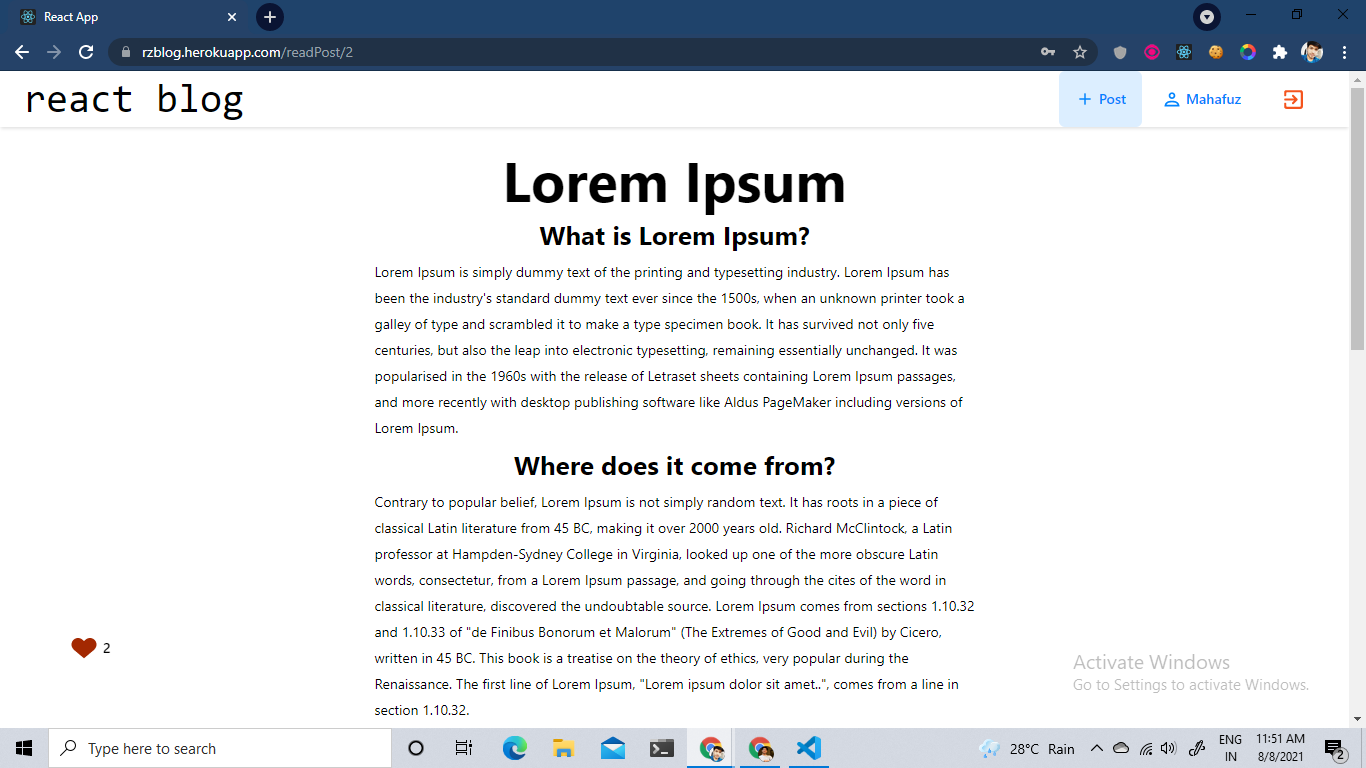 React App
rzblog.herokuapp.com/readPost/2
react blog
Post
Mahafuz
Lorem Ipsum
What is Lorem Ipsum?
Lorem Ipsum is simply dummy text of the printing and typesetting industry. Lorem Ipsum has
been the industry's standard dummy text ever since the 1500s, when an unknown printer took a
galley of type and scrambled it to make a type specimen book. It has survived not only five
centuries, but also the leap into electronic typesetting, remaining essentially unchanged. It was
popularised in the 1960s with the release of Letraset sheets containing Lorem Ipsum passages,
and more recently with desktop publishing software like Aldus PageMaker including versions of
Lorem Ipsum.
Where does it come from?
Contrary to popular belief, Lorem Ipsum is not simply random text. It has roots in a piece of
classical Latin literature from 45 BC, making it over 2000 years old. Richard McClintock, a Latin
professor at Hampden-Sydney College in Virginia, looked up one of the more obscure Latin
words, consectetur, from a Lorem Ipsum passage, and going through the cites of the word in
classical literature, discovered the undoubtable source. Lorem Ipsum comes from sections 1.10.32
and 1.10.33 of "de Finibus Bonorum et Malorum" (The Extremes of Good and Evil) by Cicero,
written in 45 BC. This book is a treatise on the theory of ethics, very popular during the
Renaissance. The first line of Lorem Ipsum, "Lorem ipsum dolor sit amet..", comes from a line in
section 1.10.32.
2
Activate Windows
Go to Settings to activate Windows.
Type here to search
28°C Rain
ENG
IN
11:51 AM
8/8/2021
2